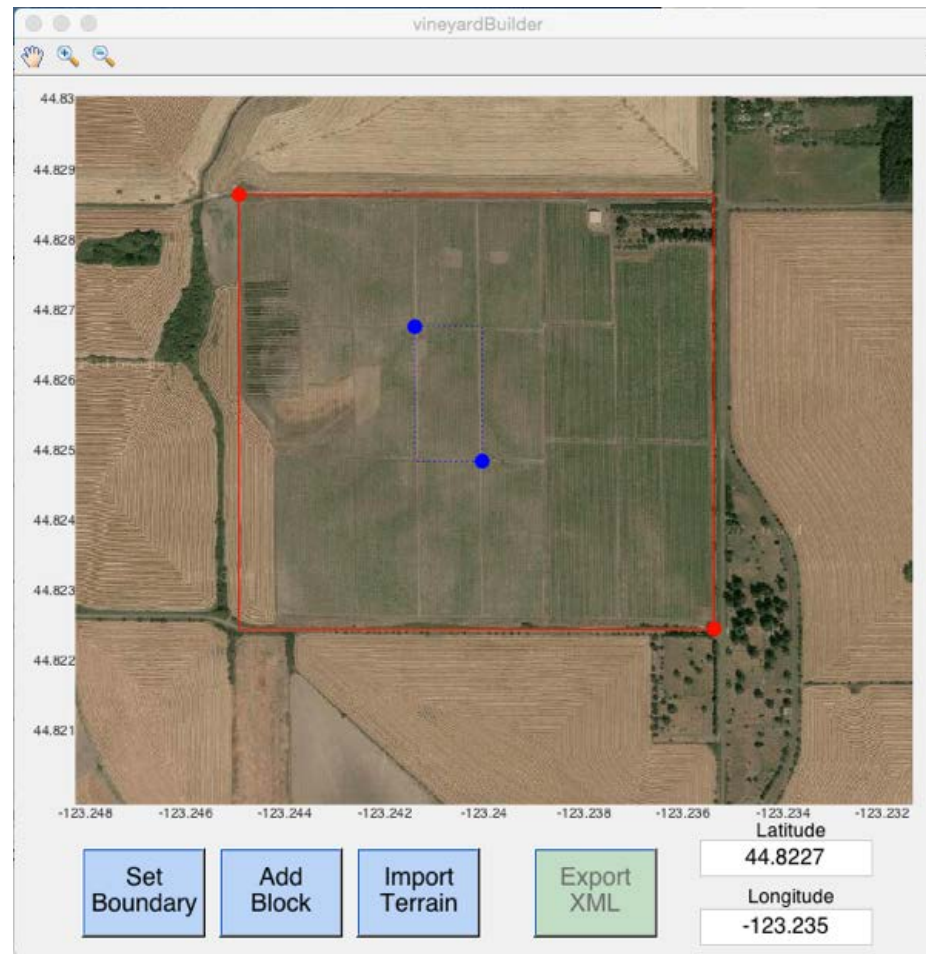 vineyardBuilder
44.83
44.829
44.828
44.827
44.826
44.825
44.824
44.823
44.822
44.821
-123.248
-123.246
-123.244
-123.242
-123.24
-123.238
-123.236
-123.234
-123.232
Set
Boundary
Add
Block
Import
Terrain
Export
XML
Latitude
44.8227
Longitude
-123.235